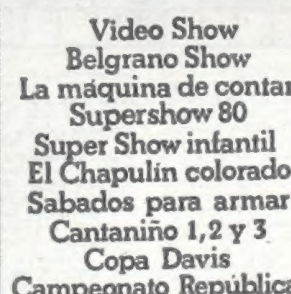 Video Show
Belgrano Show
La máquina de contar
Supershow 80
Super Show infantil
El Chapulín colorado
Sabados para armar
Cantaniño 1,2 y 3
Copa Davis
Campeonato República